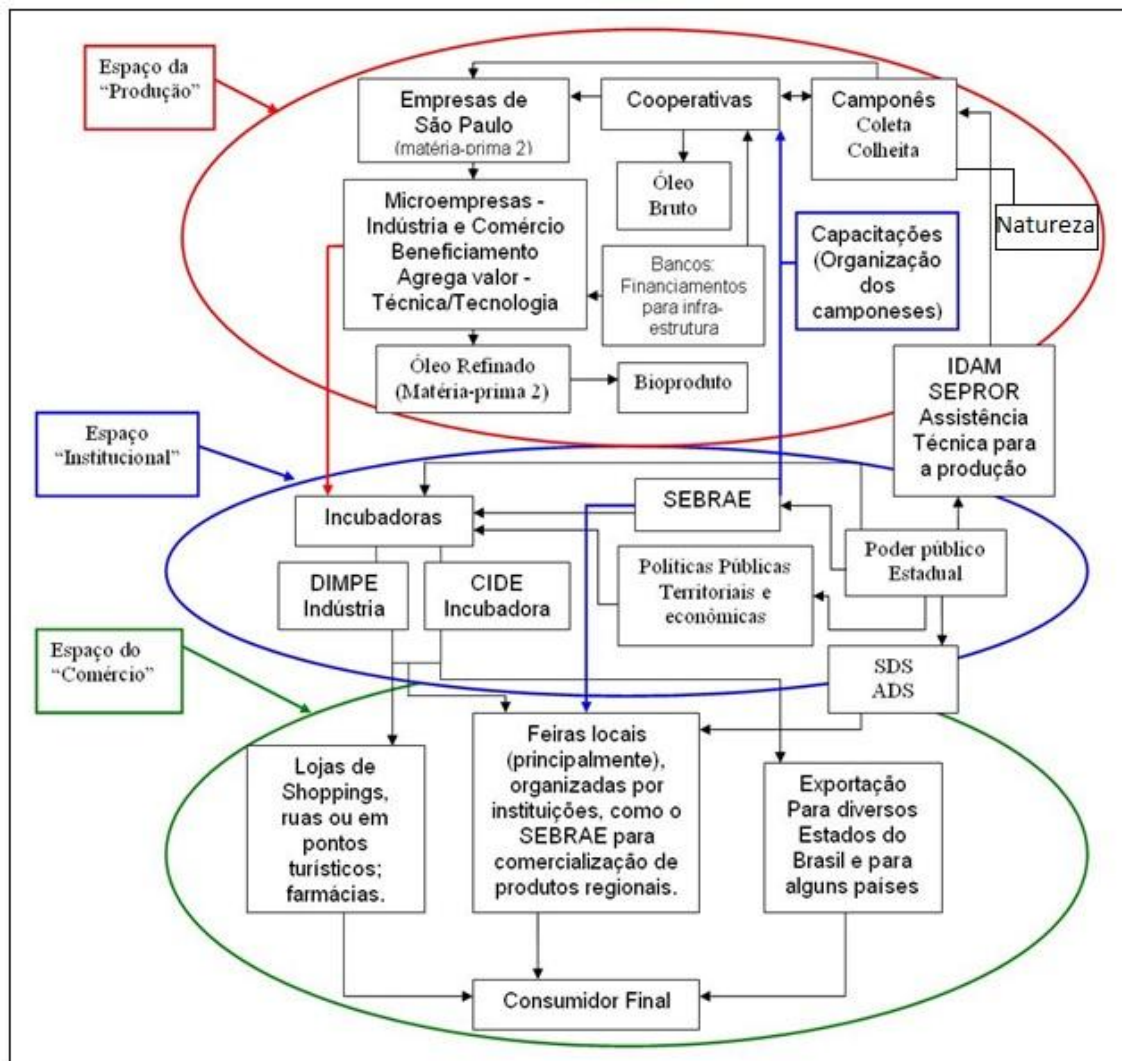 Espaço da
“Produção”
Empresas de
São Paulo
(matéria-prima 2)
Cooperativas
Camponês
Coleta
Colheita
Óleo
Bruto
Natureza
Microempresas -
Indústria e Comércio
Beneficiamento
Agrega valor -
Técnica/Tecnologia
Bancos:
Financiamentos
para infra-
estrutura
Capacitações
(Organização
dos
camponeses)
Óleo Refinado
(Matéria-prima 2)
Bioproduto
IDAM
SEPROR
Assistência
Técnica para
a produção
Espaço
“Institucional”
Incubadoras
SEBRAE
Poder público
Estadual
DIMPE
Indústria
CIDE
Incubadora
Políticas Públicas
Territoriais e
econômicas
Espaço do
“Comércio”
SDS
ADS
Lojas de
Shoppings,
ruas ou em
pontos
turísticos;
farmácias.
Feiras locais
(principalmente),
organizadas por
instituições, como o
SEBRAE para
comercialização de
produtos regionais.
Exportação
Para diversos
Estados do
Brasil e para
alguns países
Consumidor Final